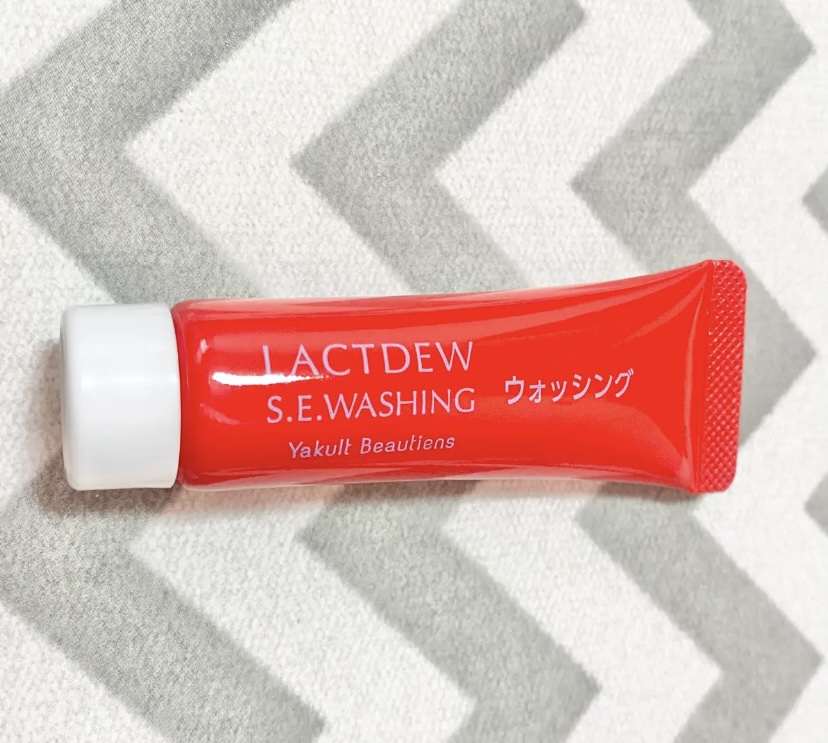 LACTDEW
S.E.WASHING ウォッシング
Yakult Beautiens